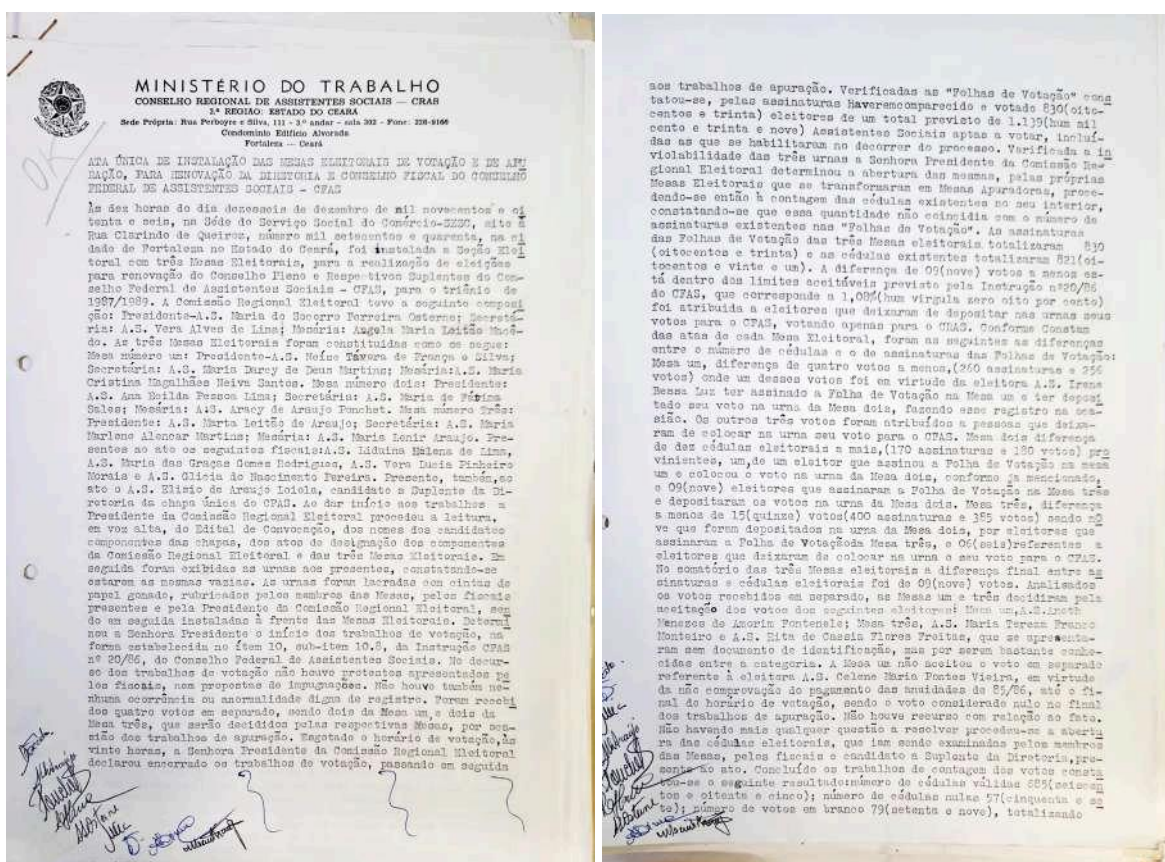 MINISTÉRIO DO TRABALHO
CONSELHO REGIONAL DE ASSISTENTES SOCIAIS — CRAS
3.ª REGIÃO: ESTADO DO CEARÁ
Sede Própria: Rua Perboyre e Silva, 111 - 3.º andar - sala 302 - Fone: 226-9166
Condomínio Edifício Alvorada
Fortaleza — Ceará
OK
ATA ÚNICA DE INSTALAÇÃO DAS MESAS ELEITORAIS DE VOTAÇÃO E DE APU
RAÇÃO, PARA RENOVAÇÃO DA DIRETORIA E CONSELHO FISCAL DO CONSELHO
FEDERAL DE ASSISTENTES SOCIAIS - CFAS
Às dez horas do dia dezesseis de dezembro de mil novecentos e oi
tenta e seis, na Séde do Serviço Social do Comércio-SESC, sito à
Rua Clarindo de Queiroz, número mil setecentos e quarenta, na ci
dade de Fortaleza no Estado do Ceará, foi instalada a Seção Elei
toral com três Mesas Eleitorais, para a realização de eleições
para renovação do Conselho Pleno e Respectivos Suplentes do Con-
selho Federal de Assistentes Sociais - CFAS, para o triênio de
1987/1989. A Comissão Regional Eleitoral teve a seguinte composi
ção: Presidente-A.S. Maria do Socorro Ferreira Osterne; Secretá-
ria: A.S. Vera Alves de Lima; Mesária: Angela Maria Leitão Macê-
do. As três Mesas Eleitorais foram constituídas como se segue:
Mesa número um: Presidente-A.S. Neise Távora de França e Silva;
Secretária: A.S. Maria Darcy de Deus Martins; Mesária:A.S. Maria
Cristina Magalhães Neiva Santos. Mesa número dois: Presidente:
A.S. Ana Enilda Pessoa Lima; Secretária: A.S. Maria de Fátima
Sales; Mesária: A.S. Aracy de Araujo Ponchet. Mesa número Três:
Presidente: A.S. Marta Leitão de Araujo; Secretária: A.S. Maria
Marlene Alencar Martins; Mesária: A.S. Maria Lenir Araujo. Pre-
sentes ao ato os seguintes fiscais:A.S. Liduina Hálena de Lima,
A.S. Maria das Graças Gomes Rodrigues, A.S. Vera Lucia Pinheiro
Morais e A.S. Glícia do Nascimento Pereira. Presente, também,ao
ato o A.S. Elisio de Araujo Loiola, candidato a Suplente da Di-
retoria da chapa única do CFAS. Ao dar início aos trabalhos a
Presidente da Comissão Regional Eleitoral procedeu a leitura,
em voz alta, do Edital de Convocação, dos nomes dos candidatos
componentes das chapas, dos atos de designação dos componentes
da Comissão Regional Eleitoral e das três Mesas Eleitorais. Em
seguida foram exibidas as urnas aos presentes, constatando-se
estarem as mesmas vazias. As urnas foram lacradas com cintas de
papel gomado, rubricados pelos membros das Mesas, pelos fiscais
presentes e pela Presidente da Comissão Regional Eleitoral, sen
do em seguida instaladas à frente das Mesas Eleitorais. Determi
nou a Senhora Presidente o início dos trabalhos de votação, na
forma estabelecida no item 10, sub-item 10.8, da Instrução CFAS
nº 20/86, do Conselho Federal de Assistentes Sociais. No decur-
so dos trabalhos de votação não houve protestos apresentados pe
los fiscais, nem propostas de impugnações. Não houve também ne-
nhuma ocorrência ou anormalidade digna de registro. Foram recebi
dos quatro votos em separado, sendo dois da Mesa um, e dois da
Mesa três, que serão decididos pelas respectivas Mesas, por oca-
sião dos trabalhos de apuração. Esgotado o horário de votação,às
vinte horas, a Senhora Presidente da Comissão Regional Eleitoral
declarou encerrado os trabalhos de votação, passando em seguida
aos trabalhos de apuração. Verificadas as "Folhas de Votação" cons
tatou-se, pelas assinaturas Haveremcomparecido e votado 830(oito-
centos e trinta) eleitores de um total previsto de 1.139(hum mil
cento e trinta e nove) Assistentes Sociais aptas a votar, incluí-
das as que se habilitaram no decorrer do processo. Verificada a in
violabilidade das três urnas a Senhora Presidente da Comissão Re-
gional Eleitoral determinou a abertura das mesmas, pelas próprias
Mesas Eleitorais que se transformaram em Mesas Apuradoras, proce-
dendo-se então à contagem das cédulas existentes no seu interior,
constatando-se que essa quantidade não coincidia com o número de
assinaturas existentes nas "Folhas de Votação". As assinaturas
das Folhas de Votação das três Mesas eleitorais totalizaram 830
(oitocentos e trinta) e as cédulas existentes totalizaram 821(oi-
tocentos e vinte e um). A diferença de 09(nove) votos a menos es-
tá dentro dos limites aceitáveis previsto pela Instrução nº20/86
do CFAS, que corresponde a 1,08%(hum virgula zero oito por cento)
foi atribuida a eleitores que deixaram de depositar nas urnas seus
votos para o CFAS, votando apenas para o CRAS. Conforme Constam
das atas de cada Mesa Eleitoral, foram as seguintes as diferenças
entre o número de cédulas e o de assinaturas das Folhas de Votação:
Mesa um, diferença de quatro votos a menos,(260 assinaturas e 256
votos) onde um desses votos foi em virtude da eleitora A.S. Irene
Bessa Luz ter assinado a Folha de Votação na Mesa um e ter deposi
tado seu voto na urna da Mesa dois, fazendo esse registro na oca-
sião. Os outros três votos foram atribuídos a pessoas que deixa-
ram de colocar na urna seu voto para o CFAS. Mesa dois diferença
de dez cédulas eleitorais a mais,(170 assinaturas e 180 votos) pro
vinientes, um,de um eleitor que assinou a Folha de Votação na mesa
um e colocou o voto na urna da Mesa dois, conforme já mencionado,
e 09(nove) eleitores que assinaram a Folha de Votação na Mesa três
e depositaram os votos na urna da Mesa dois. Mesa três, diferença
a menos de 15(quinze) votos(400 assinaturas e 385 votos) sendo no
ve que foram depositados na urna da Mesa dois, por eleitores que
assinaram a Folha de Votaçãoda Mesa três, e 06(seis)referentes a
eleitores que deixaram de colocar na urna o seu voto para o CFAS.
No somatório das três Mesas eleitorais a diferença final entre as
sinaturas e cédulas eleitorais foi de 09(nove) votos. Analisados
os votos recebidos em separado, as Mesas um e três decidiram pela
aceitação dos votos dos seguintes eleitores: Mesa um,A.S.Aneth
Menezes de Amorim Fontenele; Mesa três, A.S. Maria Tereza Franco
Monteiro e A.S. Rita de Cassia Flores Freitas, que se apresenta-
ram sem documento de identificação, mas por serem bastante conhe-
cidas entre a categoria. A Mesa um não aceitou o voto em separado
referente à eleitora A.S. Celene Maria Pontes Vieira, em virtude
da não comprovação do pagamento das anuidades de 85/86, até o fi-
nal do horário de votação, sendo o voto considerado nulo no final
dos trabalhos de apuração. Não houve recurso com relação ao fato.
Não havendo mais qualquer questão a resolver procedeu-se a abertu
ra das cédulas eleitorais, que iam sendo examinadas pelos membros
das Mesas, pelos fiscais e candidato a Suplente da Diretoria,pre-
sente ao ato. Concluído os trabalhos de contagem dos votos consta
tou-se o seguinte resultado:número de cédulas válidas 685(seiscen
tos e oitenta e cinco); número de cédulas nulas 57(cinquenta e se
te); número de votos em branco 79(setenta e nove), totalizando